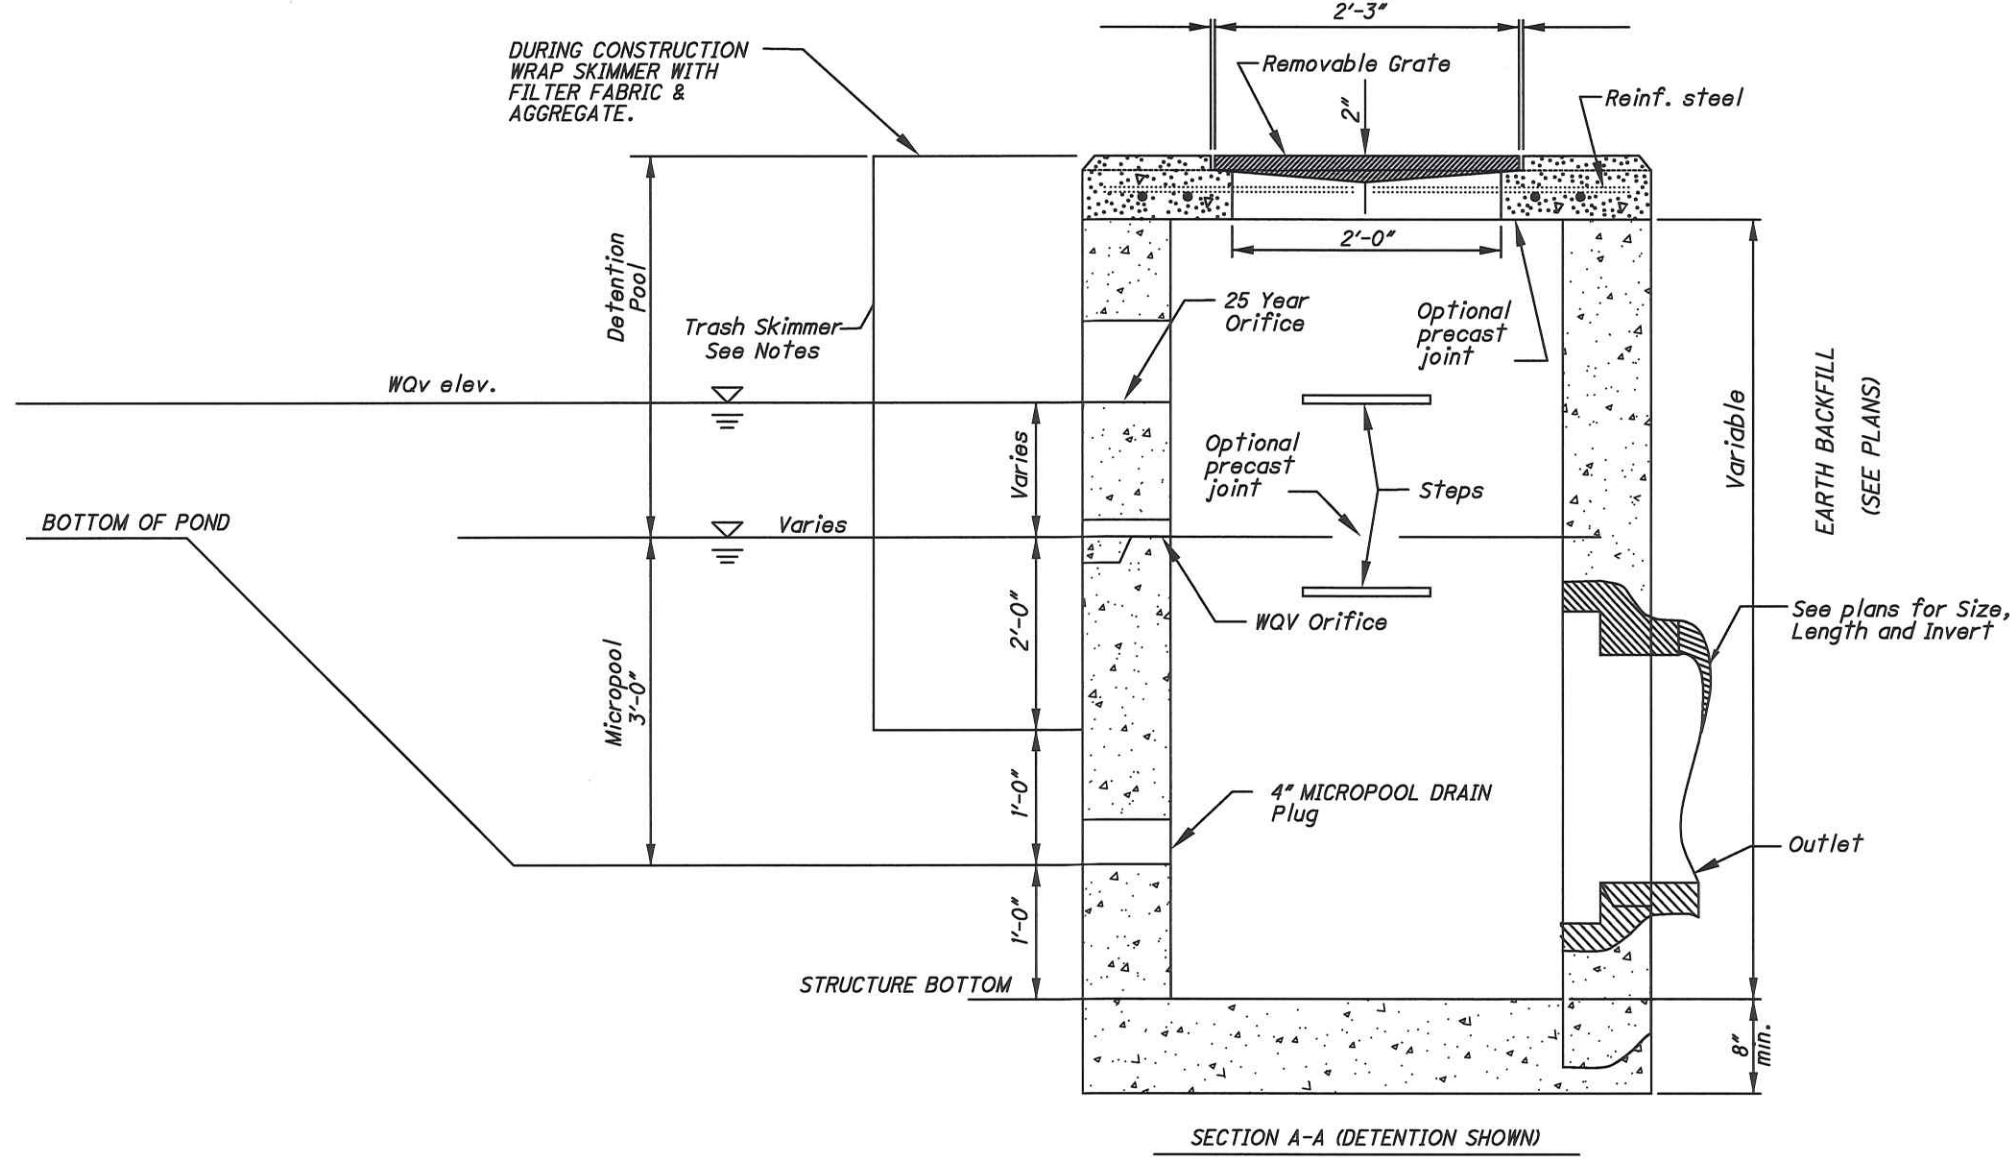 2'-3"
DURING CONSTRUCTION
WRAP SKIMMER WITH
FILTER FABRIC &
AGGREGATE.
Removable Grate
2"
Reinf. steel
2'-0"
Detention
Pool
Trash Skimmer
See Notes
25 Year
Orifice
Optional
precast
joint
WQv elev.
Varies
Optional
precast
joint
Steps
Variable
EARTH BACKFILL
(SEE PLANS)
BOTTOM OF POND
Varies
Micropool
3'-0"
2'-0"
WQV Orifice
See plans for Size,
Length and Invert
1'-0"
4" MICROPOOL DRAIN
Plug
Outlet
1'-0"
STRUCTURE BOTTOM
8"
min.
SECTION A-A (DETENTION SHOWN)